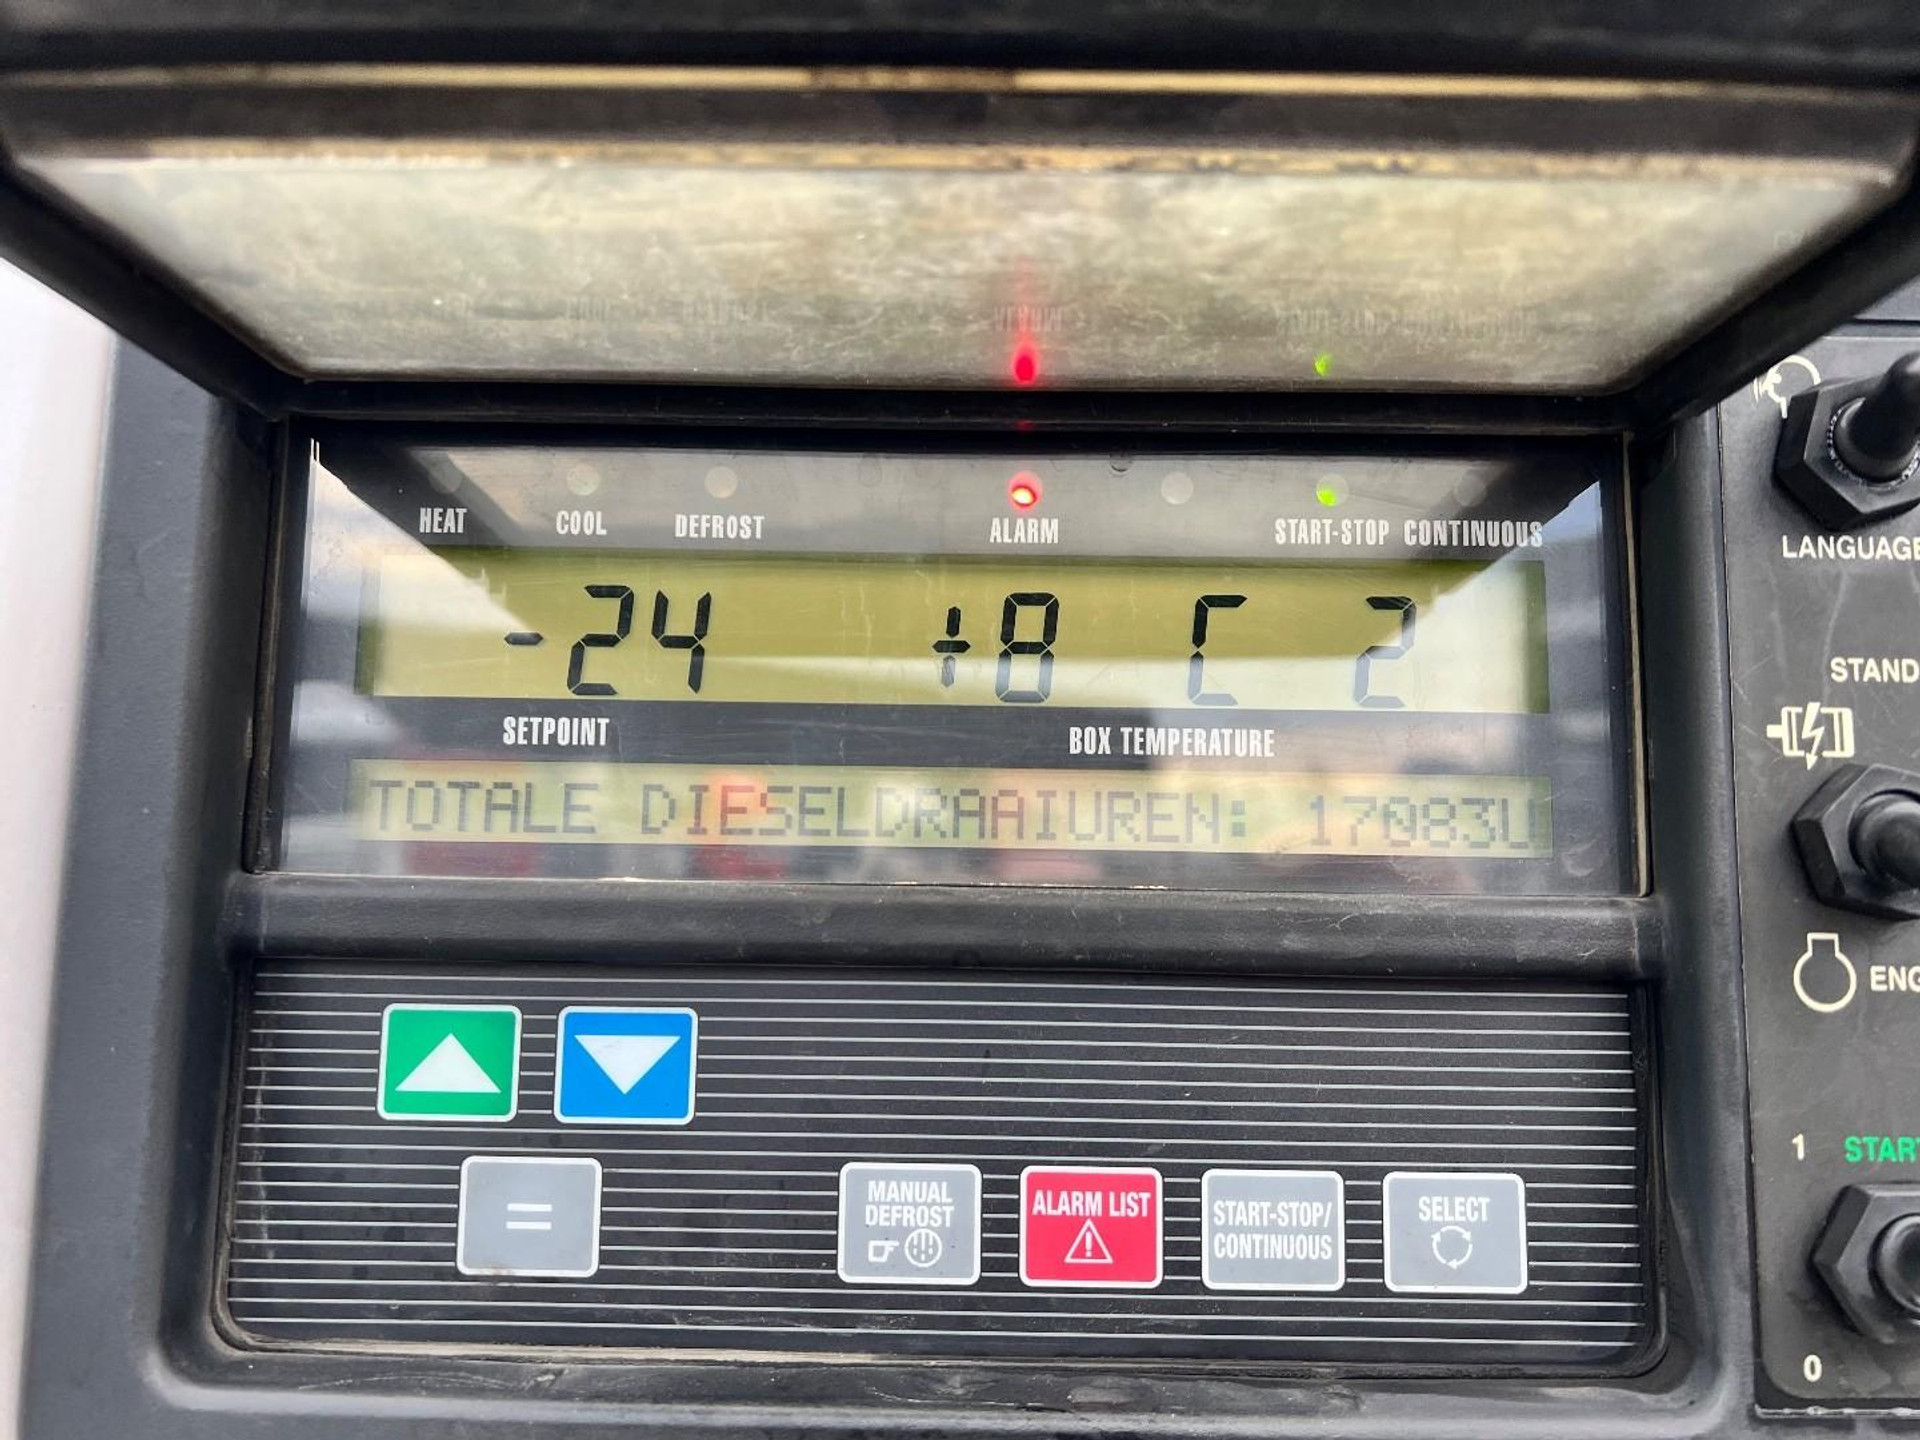 HEAT COOL DEFROST ALARM START-STOP CONTINUOUS
-24 +8 C 2
SETPOINT BOX TEMPERATURE
TOTALE DIESELDRAAIUREN: 17083U
=
MANUAL DEFROST
ALARM LIST
START-STOP/
CONTINUOUS
SELECT
LANGUAGE
STAND
ENG
1 START
0